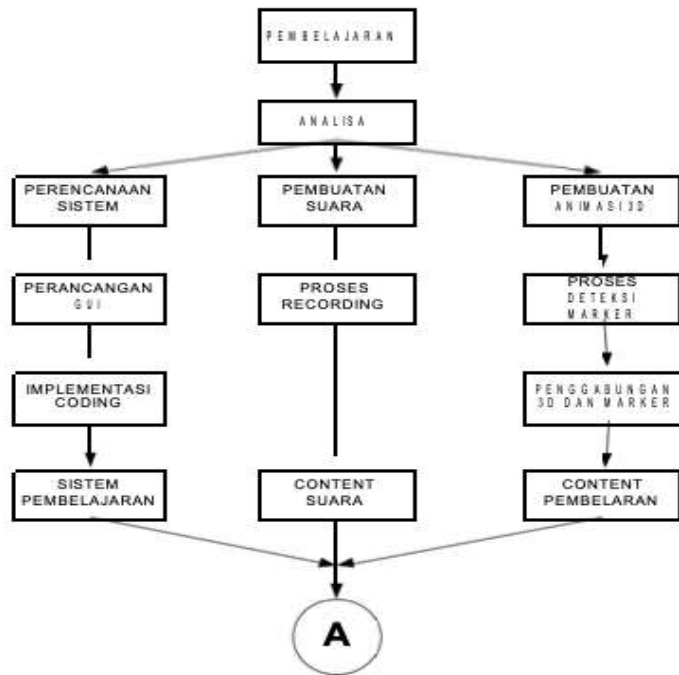 PEMBELAJARAN
ANALISA
PERENCANAAN
SISTEM
PEMBUATAN
SUARA
PEMBUATAN
ANIMASI 3D
PERANCANGAN
GUI
PROSES
RECORDING
PROSES
DETEKSI
MARKER
IMPLEMENTASI
CODING
PENGGABUNGAN
3D DAN MARKER
SISTEM
PEMBELAJARAN
CONTENT
SUARA
CONTENT
PEMBELARAN
A